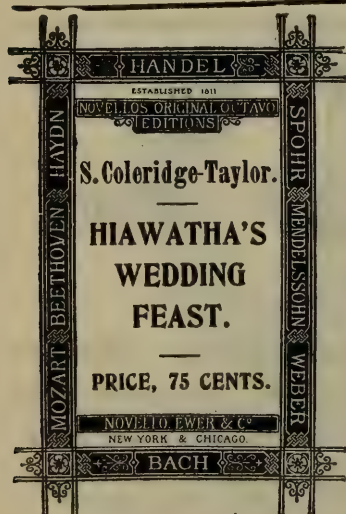 HANDEL
ESTABLISHED 1811
NOVELLO'S ORIGINAL OCTAVO
EDITIONS
HAYDN
BEETHOVEN
MOZART
S. Coleridge-Taylor.
HIAWATHA'S
WEDDING
FEAST.
PRICE, 75 CENTS.
NOVELLO, EWER & Co
NEW YORK & CHICAGO.
SPOHR
MENDELSSOHN
WEBER
BACH